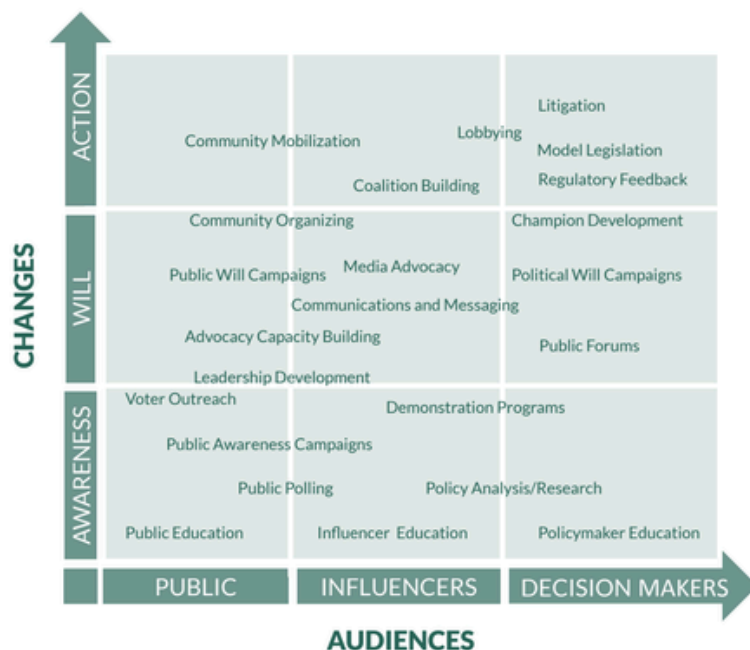 Litigation
Lobbying
Community Mobilization
Model Legislation
Regulatory Feedback
Coalition Building
Community Organizing
Champion Development
Media Advocacy
Public Will Campaigns
Political Will Campaigns
Communications and Messaging
Advocacy Capacity Building
Public Forums
Leadership Development
Voter Outreach
Demonstration Programs
Public Awareness Campaigns
Public Polling
Policy Analysis/Research
Public Education
Influencer Education
Policymaker Education
CHANGES
ACTION
WILL
AWARENESS
PUBLIC
INFLUENCERS
DECISION MAKERS
AUDIENCES